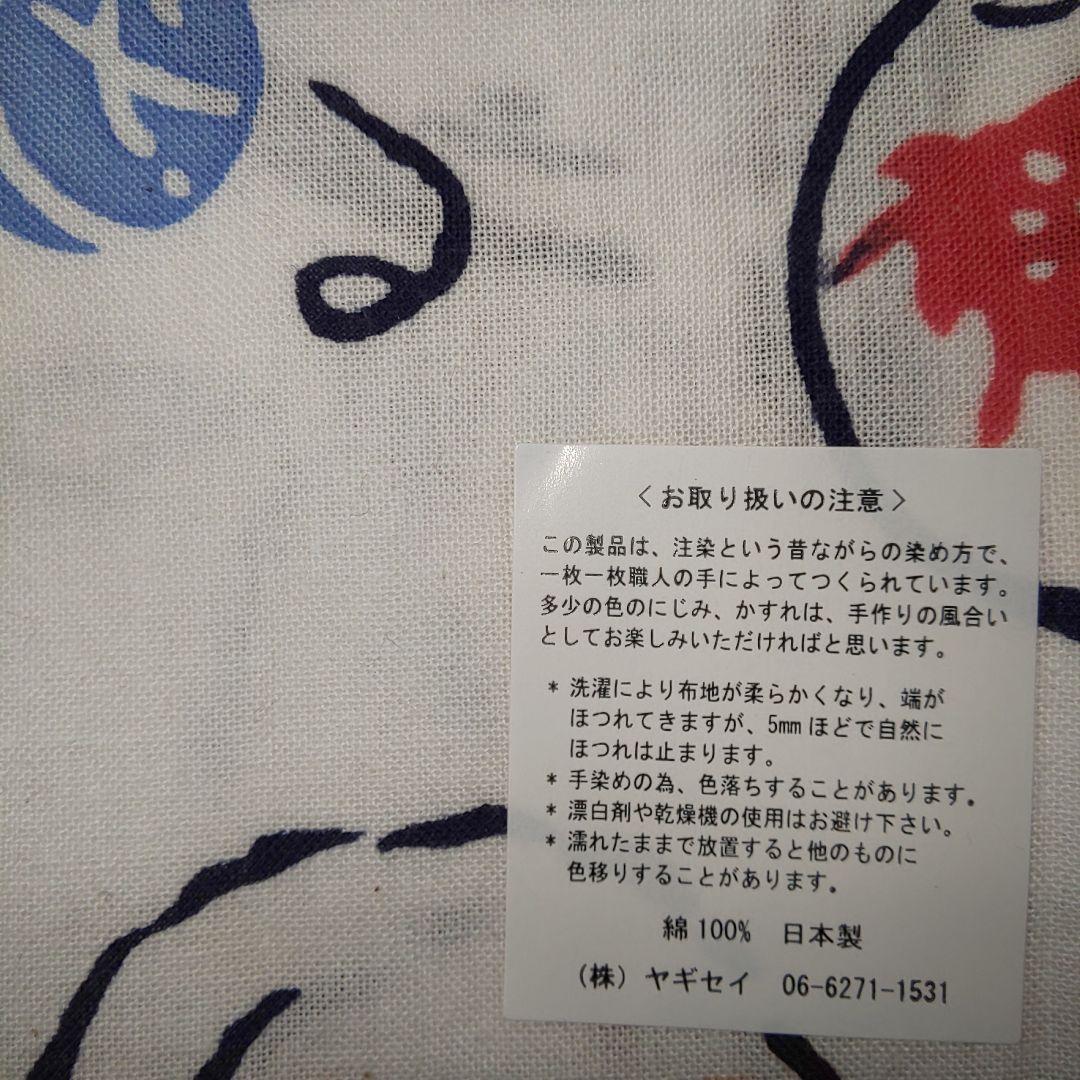 〈お取り扱いの注意〉
この製品は、注染という昔ながらの染め方で、
一枚一枚職人の手によってつくられています。
多少の色のにじみ、かすれは、手作りの風合い
としてお楽しみいただければと思います。
* 洗濯により布地が柔らかくなり、端が
ほつれてきますが、5mmほどで自然に
ほつれは止まります。
* 手染めの為、色落ちすることがあります。
* 漂白剤や乾燥機の使用はお避け下さい。
* 濡れたままで放置すると他のものに
色移りすることがあります。
綿100% 日本製
（株）ヤギセイ 06-6271-1531